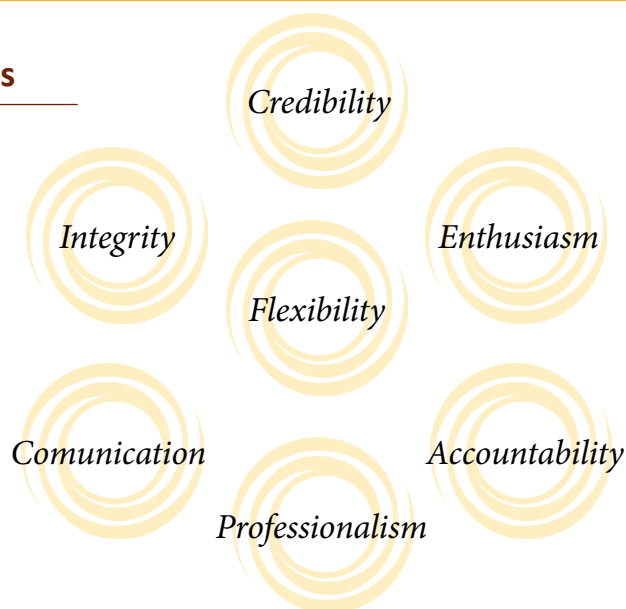 s
Credibility
Integrity
Enthusiasm
Flexibility
Comunication
Accountability
Professionalism